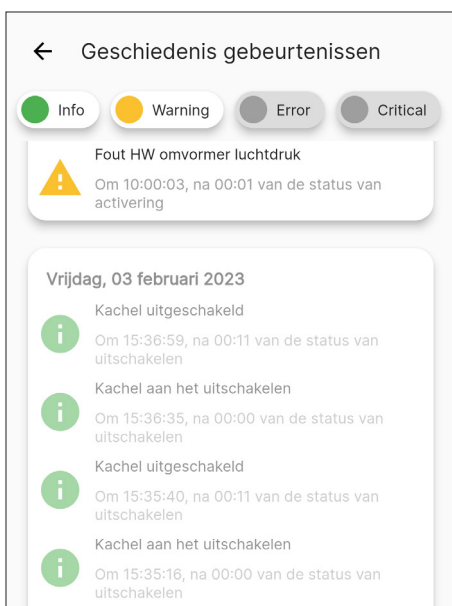 Geschiedenis gebeurtenissen
Info
Warning
Error
Critical
Fout HW omvormer luchtdruk
Om 10:00:03, na 00:01 van de status van
activering
Vrijdag, 03 februari 2023
Kachel uitgeschakeld
Om 15:36:59, na 00:11 van de status van
uitschakelen
Kachel aan het uitschakelen
Om 15:36:35, na 00:00 van de status van
uitschakelen
Kachel uitgeschakeld
Om 15:35:40, na 00:11 van de status van
uitschakelen
Kachel aan het uitschakelen
Om 15:35:16, na 00:00 van de status van
uitschakelen